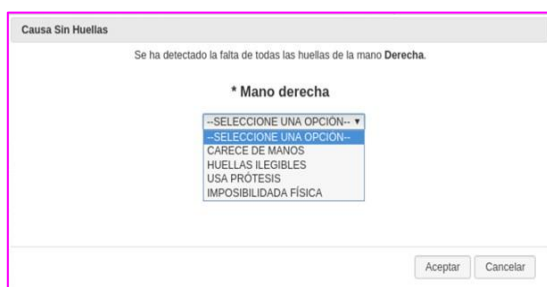 Causa Sin Huellas
Se ha detectado la falta de todas las huellas de la mano Derecha.
* Mano derecha
--SELECCIONE UNA OPCIÓN-- ▼
--SELECCIONE UNA OPCIÓN--
CARECE DE MANOS
HUELLAS ILEGIBLES
USA PRÓTESIS
IMPOSIBILIDADA FÍSICA
Aceptar Cancelar